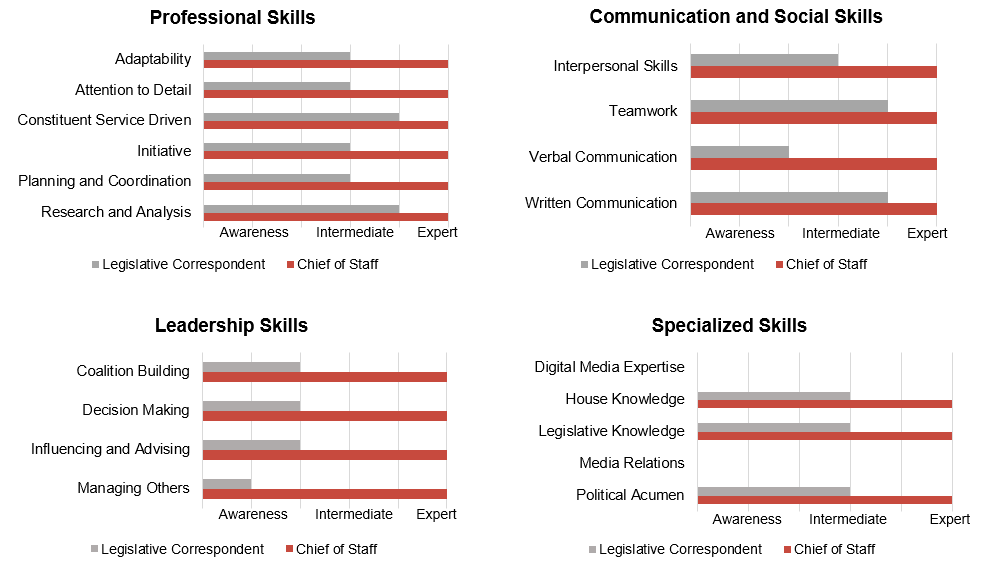 Professional Skills
Adaptability
Attention to Detail
Constituent Service Driven
Initiative
Planning and Coordination
Research and Analysis
Awareness Intermediate Expert
Legislative Correspondent Chief of Staff
Communication and Social Skills
Interpersonal Skills
Teamwork
Verbal Communication
Written Communication
Awareness Intermediate Expert
Legislative Correspondent Chief of Staff
Leadership Skills
Coalition Building
Decision Making
Influencing and Advising
Managing Others
Awareness Intermediate Expert
Legislative Correspondent Chief of Staff
Specialized Skills
Digital Media Expertise
House Knowledge
Legislative Knowledge
Media Relations
Political Acumen
Awareness Intermediate Expert
Legislative Correspondent Chief of Staff